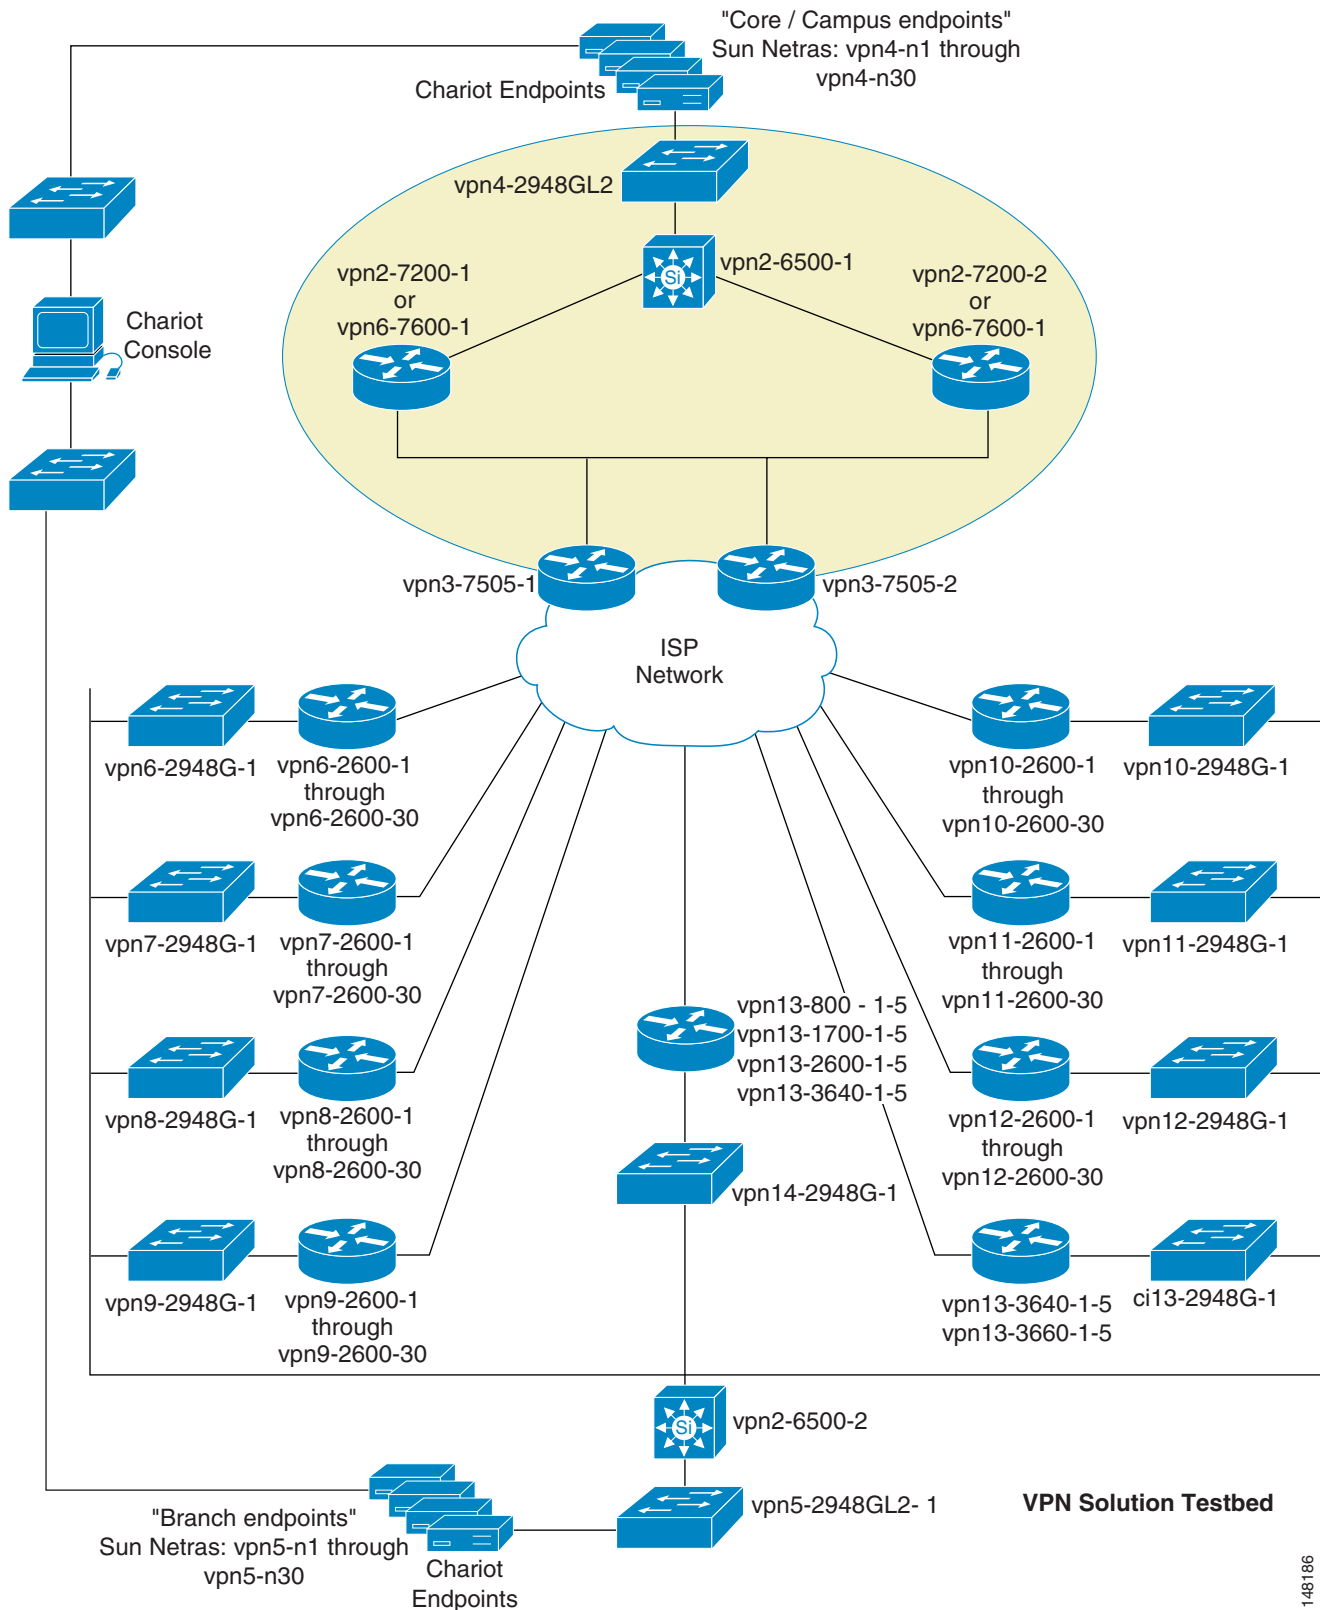 "Core / Campus endpoints"
Sun Netras: vpn4-n1 through
vpn4-n30
Chariot Endpoints
vpn4-2948GL2
Si
vpn2-6500-1
vpn2-7200-1
or
vpn6-7600-1
vpn2-7200-2
or
vpn6-7600-1
Chariot
Console
vpn3-7505-1
vpn3-7505-2
ISP
Network
vpn6-2948G-1
vpn6-2600-1
through
vpn6-2600-30
vpn10-2600-1
through
vpn10-2600-30
vpn10-2948G-1
vpn7-2948G-1
vpn7-2600-1
through
vpn7-2600-30
vpn11-2600-1
through
vpn11-2600-30
vpn11-2948G-1
vpn13-800 - 1-5
vpn13-1700-1-5
vpn13-2600-1-5
vpn13-3640-1-5
vpn8-2948G-1
vpn8-2600-1
through
vpn8-2600-30
vpn12-2600-1
through
vpn12-2600-30
vpn12-2948G-1
vpn14-2948G-1
vpn9-2948G-1
vpn9-2600-1
through
vpn9-2600-30
vpn13-3640-1-5
vpn13-3660-1-5
ci13-2948G-1
Si
vpn2-6500-2
vpn5-2948GL2- 1
"Branch endpoints"
Sun Netras: vpn5-n1 through
vpn5-n30
Chariot
Endpoints
VPN Solution Testbed
148186